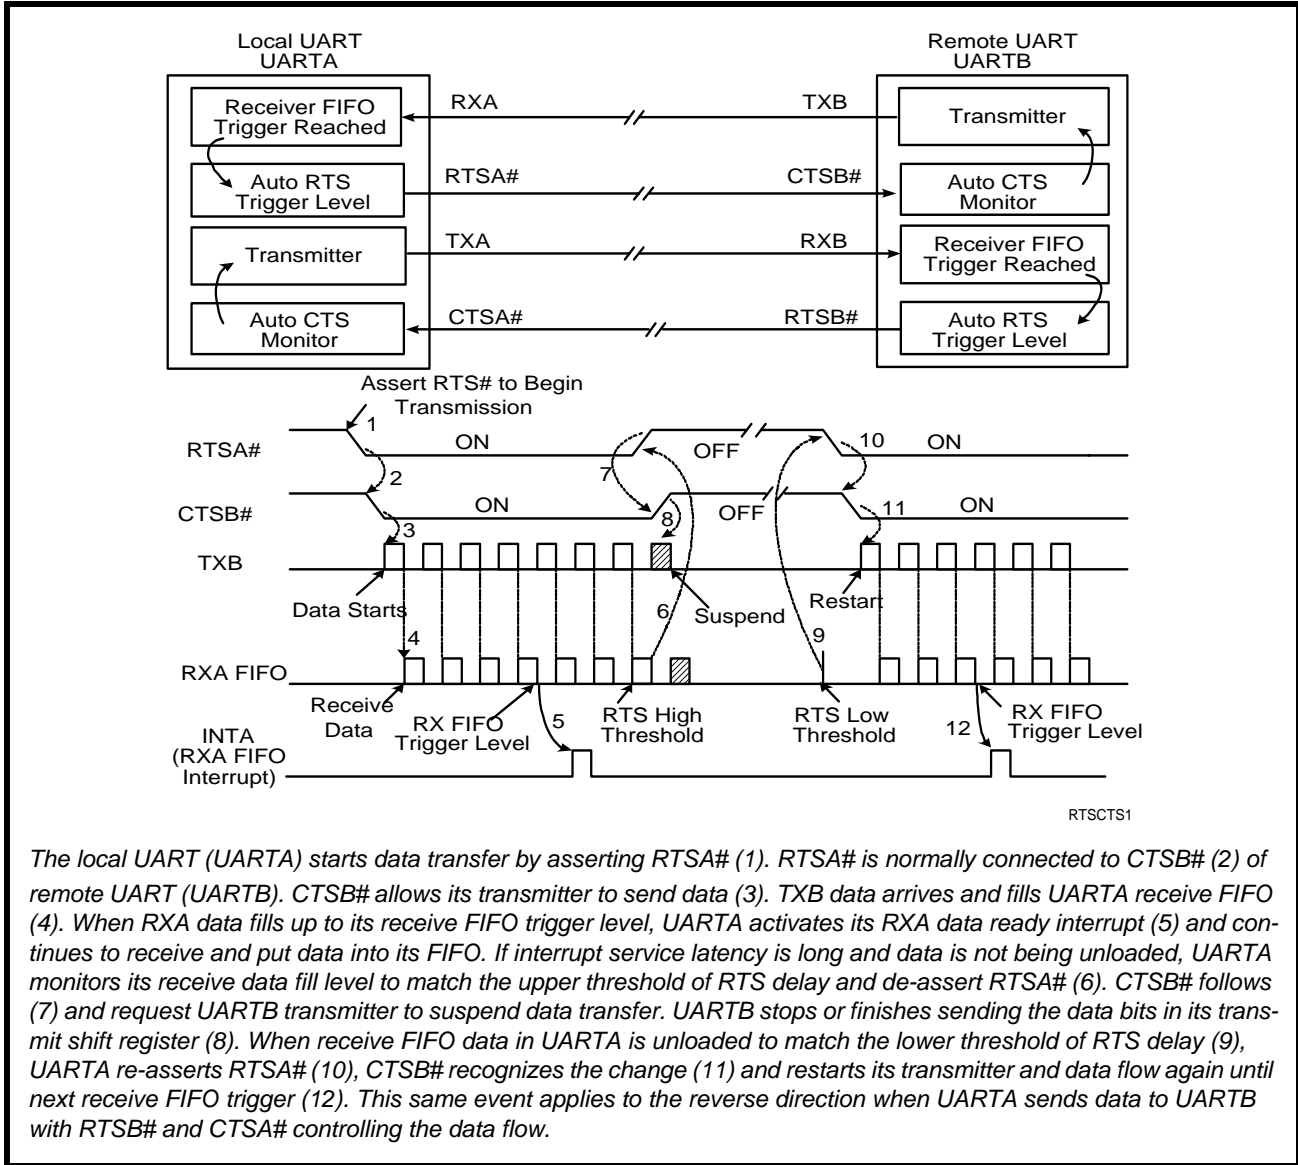 Local UART
UARTA
Remote UART
UARTB
Receiver FIFO
Trigger Reached
RXA
TXB
Transmitter
Auto RTS
Trigger Level
RTSA#
CTSB#
Auto CTS
Monitor
Transmitter
TXA
RXB
Receiver FIFO
Trigger Reached
Auto CTS
Monitor
CTSA#
RTSB#
Auto RTS
Trigger Level
Assert RTS# to Begin
Transmission
1
RTSA#
ON
7
OFF
10
ON
2
CTSB#
ON
8
OFF
11
ON
3
TXB
Data Starts
6
Suspend
Restart
4
9
RXA FIFO
Receive
Data
RX FIFO
Trigger Level
5
RTS High
Threshold
RTS Low
Threshold
12
RX FIFO
Trigger Level
INTA
(RXA FIFO
Interrupt)
RTSCTS1
The local UART (UARTA) starts data transfer by asserting RTSA# (1). RTSA# is normally connected to CTSB# (2) of
remote UART (UARTB). CTSB# allows its transmitter to send data (3). TXB data arrives and fills UARTA receive FIFO
(4). When RXA data fills up to its receive FIFO trigger level, UARTA activates its RXA data ready interrupt (5) and con-
tinues to receive and put data into its FIFO. If interrupt service latency is long and data is not being unloaded, UARTA
monitors its receive data fill level to match the upper threshold of RTS delay and de-assert RTSA# (6). CTSB# follows
(7) and request UARTB transmitter to suspend data transfer. UARTB stops or finishes sending the data bits in its trans-
mit shift register (8). When receive FIFO data in UARTA is unloaded to match the lower threshold of RTS delay (9),
UARTA re-asserts RTSA# (10), CTSB# recognizes the change (11) and restarts its transmitter and data flow again until
next receive FIFO trigger (12). This same event applies to the reverse direction when UARTA sends data to UARTB
with RTSB# and CTSA# controlling the data flow.